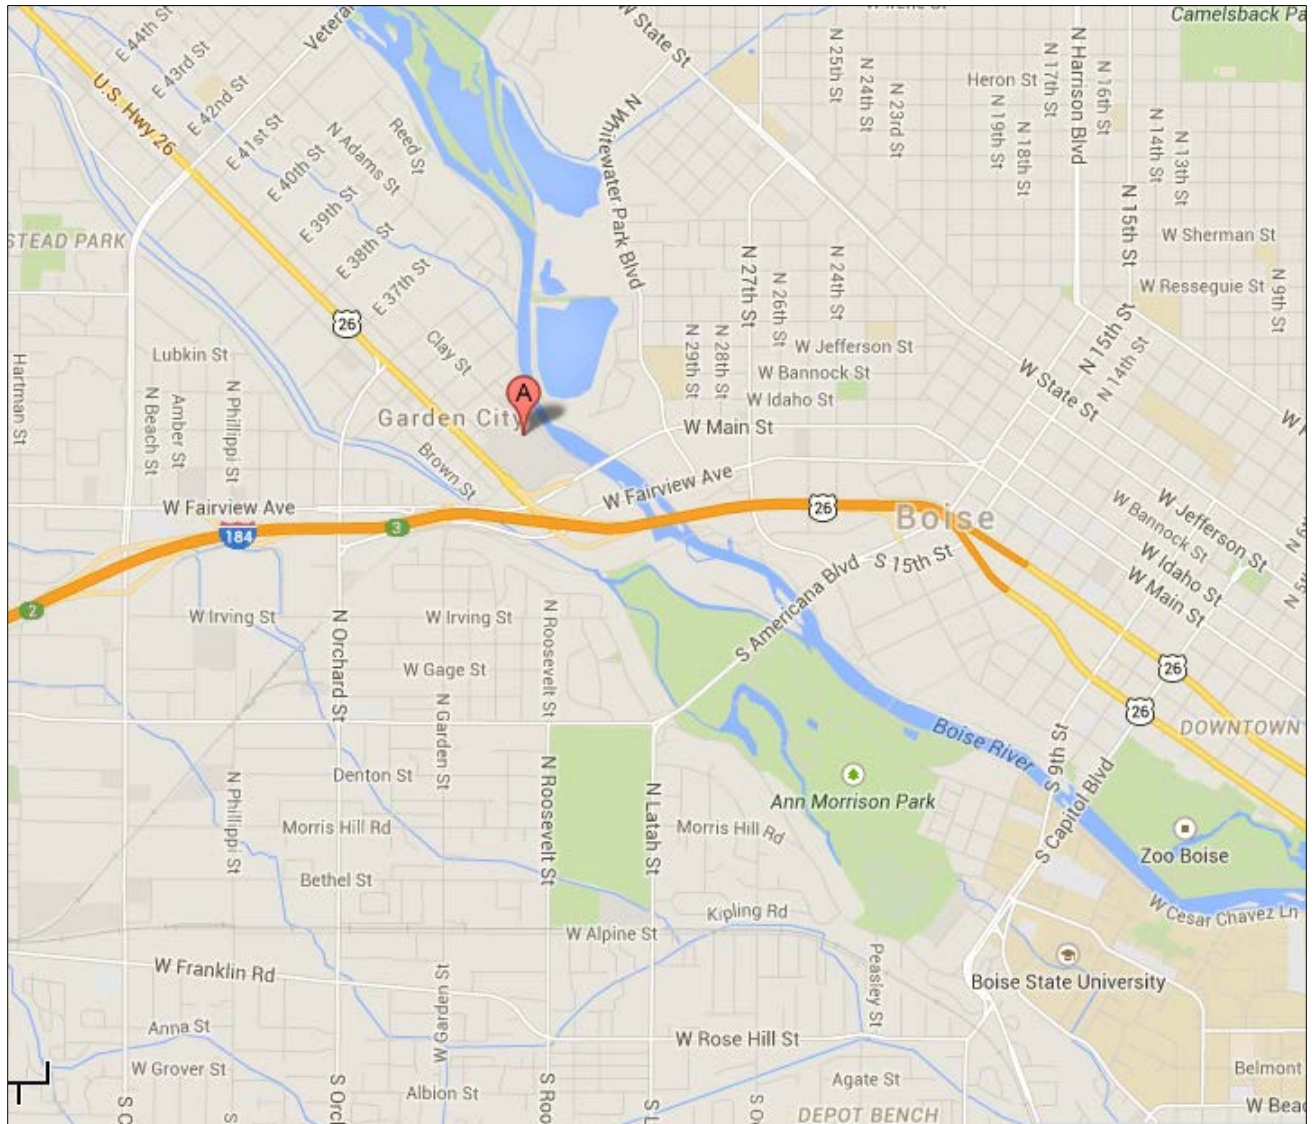 W State St
Camelsback Pa
E 44th St
E 43rd St
E 42nd St
E 41st St
E 40th St
E 39th St
E 38th St
E 37th St
U.S. Hwy 26
N Adams St
Reed St
N Whitewater Park Blvd
N 25th St
N 24th St
N 23rd St
Heron St
N 19th St
N 18th St
N 17th St
N Harrison Blvd
N 16th St
N 14th St
N 13th St
N 15th St
W Sherman St
W Resseguie St
N 9th St
STEAD PARK
26
Clay St
Lubkin St
Hartman St
N Beach St
Amber St
N Phillippi St
N 27th St
N 26th St
N 24th St
N 29th St
N 28th St
W Jefferson St
W Bannock St
W Idaho St
W Main St
N 15th St
N 14th St
W State St
A
Garden City
Brown St
W Fairview Ave
W Fairview Ave
184
3
2
26
Boise
S 15th St
S Americana Blvd
W Jefferson St
W Bannock St
W Idaho St
W Main St
W Irving St
W Irving St
N Orchard St
N Roosevelt St
W Gage St
N Garden St
26
26
DOWNTOWN
Boise River
S 9th St
S Capitol Blvd
Ann Morrison Park
Zoo Boise
W Cesar Chavez Ln
Denton St
Morris Hill Rd
Bethel St
N Phillippi St
N Roosevelt St
N Latah St
Morris Hill Rd
Kipling Rd
W Alpine St
W Franklin Rd
Peasley St
Boise State University
Anna St
W Grover St
W Garden St
Albion St
W Rose Hill St
Agate St
DEPOT BENCH
Belmont
W Beac
S Orc
S Roo